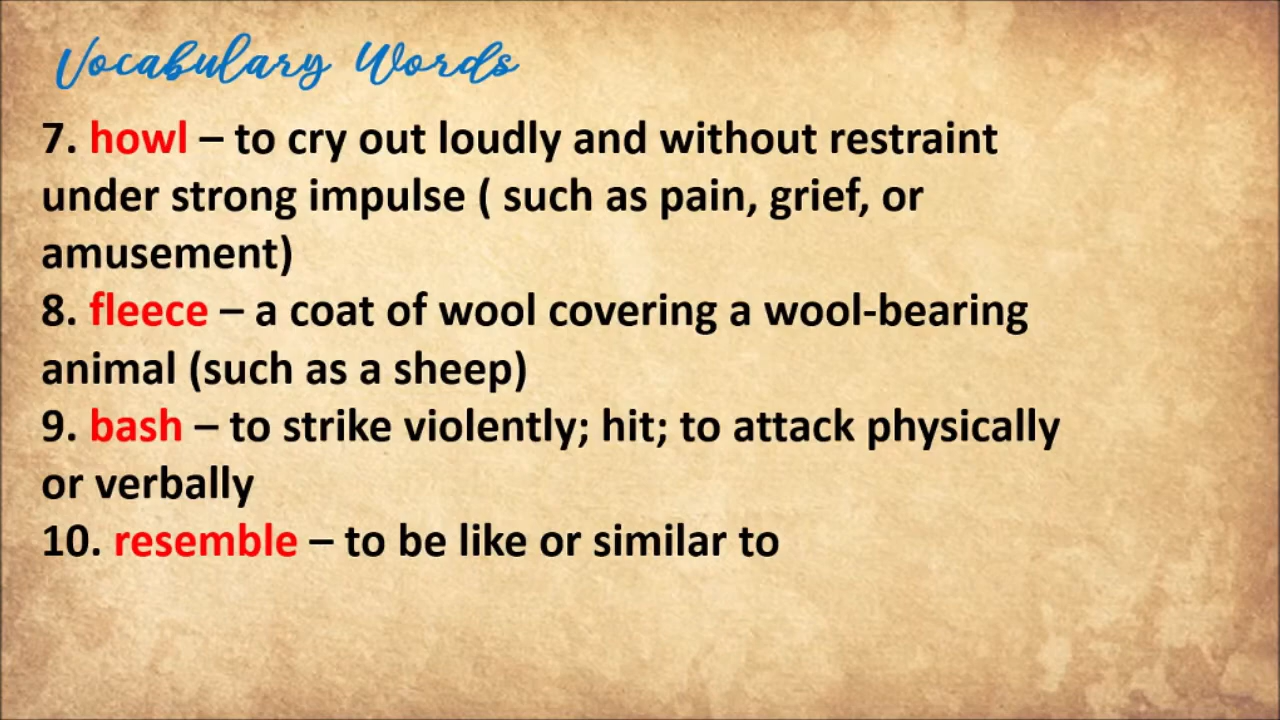 Vocabulary Words
7. howl – to cry out loudly and without restraint
under strong impulse ( such as pain, grief, or
amusement)
8. fleece – a coat of wool covering a wool-bearing
animal (such as a sheep)
9. bash – to strike violently; hit; to attack physically
or verbally
10. resemble – to be like or similar to